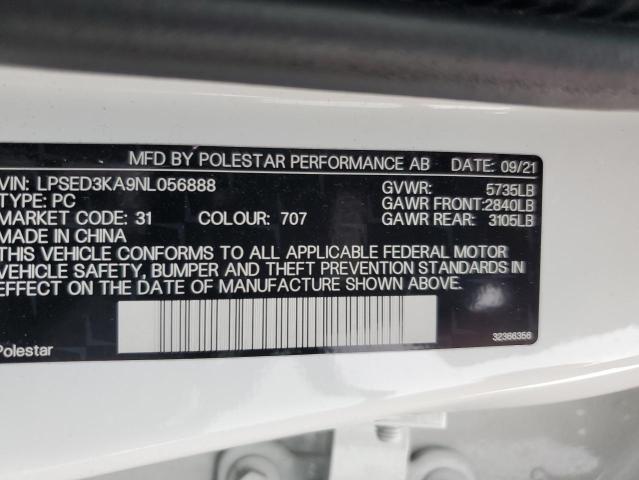 MFD BY POLESTAR PERFORMANCE AB DATE: 09/21
VIN: LPSED3KA9NL056888 GVWR: 5735LB
TYPE: PC GAWR FRONT:2840LB
MARKET CODE: 31 COLOUR: 707 GAWR REAR: 3105LB
MADE IN CHINA
THIS VEHICLE CONFORMS TO ALL APPLICABLE FEDERAL MOTOR
VEHICLE SAFETY, BUMPER AND THEFT PREVENTION STANDARDS IN
EFFECT ON THE DATE OF MANUFACTURE SHOWN ABOVE.
Polestar 32366356